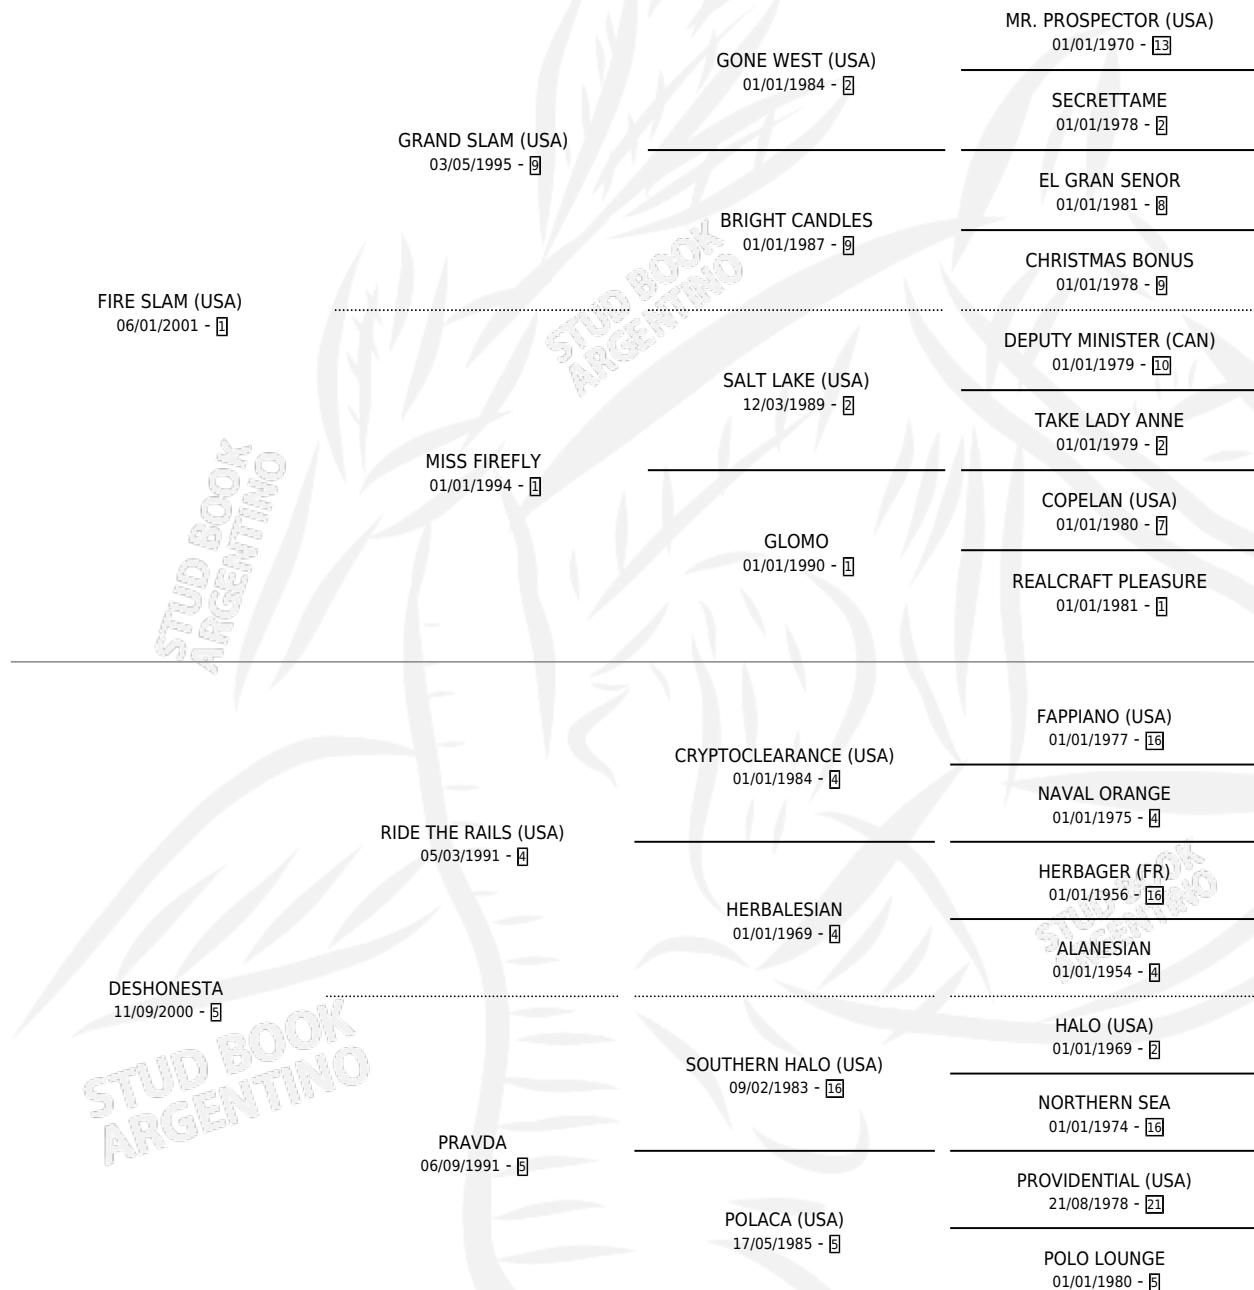 FIRE SLAM (USA)
06/01/2001 - 1
GRAND SLAM (USA)
03/05/1995 - 9
MISS FIREFLY
01/01/1994 - 1
GONE WEST (USA)
01/01/1984 - 2
BRIGHT CANDLES
01/01/1987 - 9
SALT LAKE (USA)
12/03/1989 - 2
GLOMO
01/01/1990 - 1
MR. PROSPECTOR (USA)
01/01/1970 - 13
SECRETTAME
01/01/1978 - 2
EL GRAN SENOR
01/01/1981 - 8
CHRISTMAS BONUS
01/01/1978 - 9
DEPUTY MINISTER (CAN)
01/01/1979 - 10
TAKE LADY ANNE
01/01/1979 - 2
COPELAN (USA)
01/01/1980 - 7
REALCRAFT PLEASURE
01/01/1981 - 1
DESHONESTA
11/09/2000 - 5
RIDE THE RAILS (USA)
05/03/1991 - 4
PRAVDA
06/09/1991 - 5
CRYPTOCLEARANCE (USA)
01/01/1984 - 4
HERBALESIAN
01/01/1969 - 4
SOUTHERN HALO (USA)
09/02/1983 - 16
POLACA (USA)
17/05/1985 - 5
FAPPIANO (USA)
01/01/1977 - 16
NAVAL ORANGE
01/01/1975 - 4
HERBAGER (FR)
01/01/1956 - 16
ALANESIAN
01/01/1954 - 4
HALO (USA)
01/01/1969 - 2
NORTHERN SEA
01/01/1974 - 16
PROVIDENTIAL (USA)
21/08/1978 - 21
POLO LOUNGE
01/01/1980 - 5
STUD BOOK
ARGENTINO
STUD BOOK
ARGENTINO
STUD BOOK
ARGENTINO
STUD BOOK
ARGENTINO